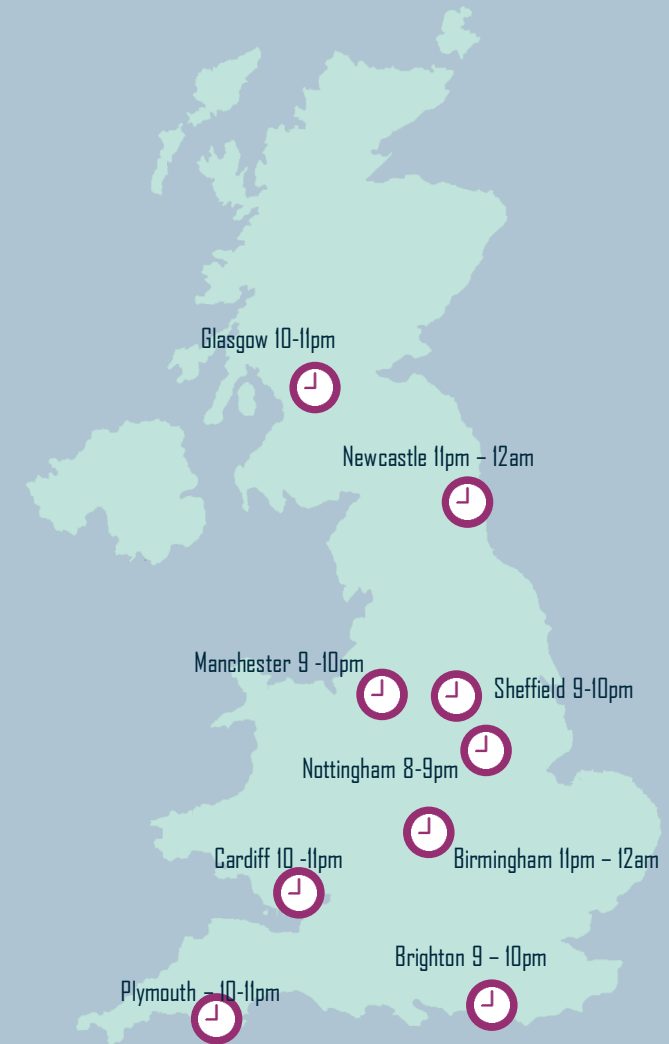 Glasgow 10-11pm
Newcastle 11pm – 12am
Manchester 9 -10pm
Sheffield 9-10pm
Nottingham 8-9pm
Cardiff 10 -11pm
Birmingham 11pm – 12am
Brighton 9 – 10pm
Plymouth – 10-11pm